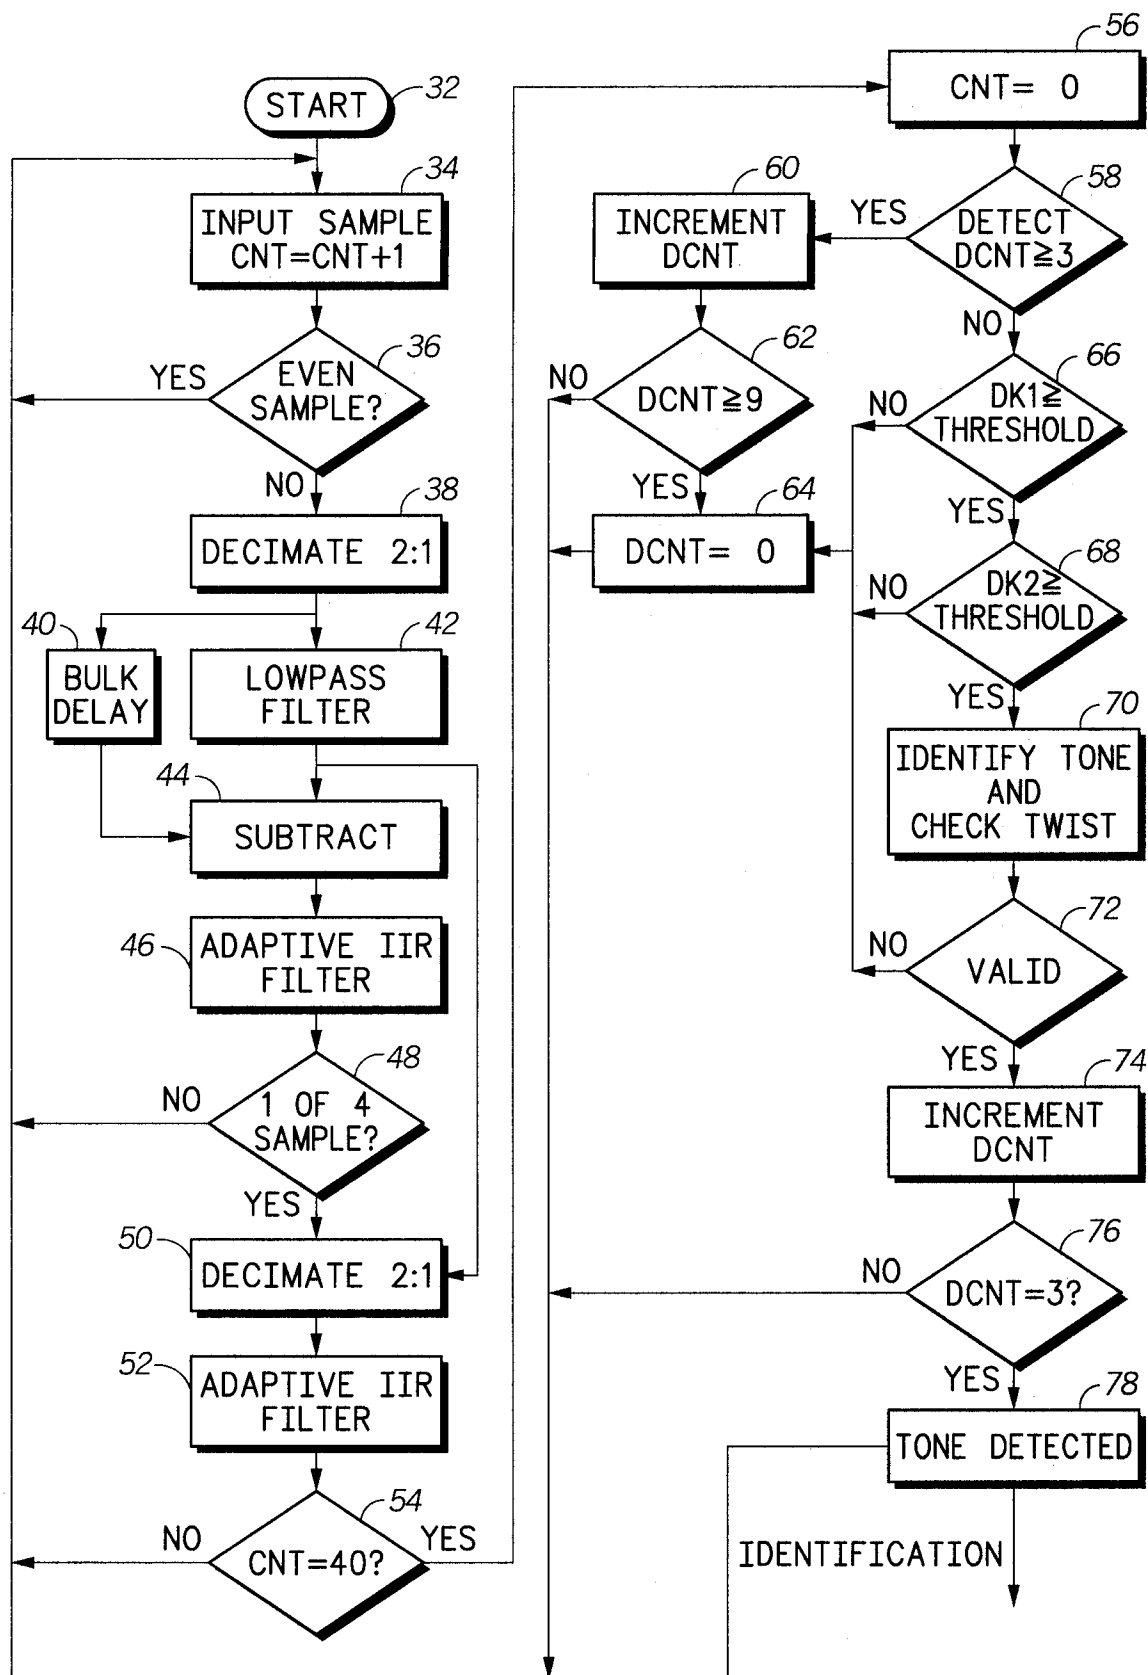 START
32
34
INPUT SAMPLE
CNT=CNT+1
36
EVEN
SAMPLE?
YES
NO
38
DECIMATE 2:1
40
BULK
DELAY
42
LOWPASS
FILTER
44
SUBTRACT
46
ADAPTIVE IIR
FILTER
48
1 OF 4
SAMPLE?
NO
YES
50
DECIMATE 2:1
52
ADAPTIVE IIR
FILTER
54
CNT=40?
NO
YES
56
CNT= 0
58
DETECT
DCNT≧3
YES
NO
60
INCREMENT
DCNT
62
DCNT≧9
NO
YES
64
DCNT= 0
66
DK1≧
THRESHOLD
NO
YES
68
DK2≧
THRESHOLD
NO
YES
70
IDENTIFY TONE
AND
CHECK TWIST
72
VALID
NO
YES
74
INCREMENT
DCNT
76
DCNT=3?
NO
YES
78
TONE DETECTED
IDENTIFICATION